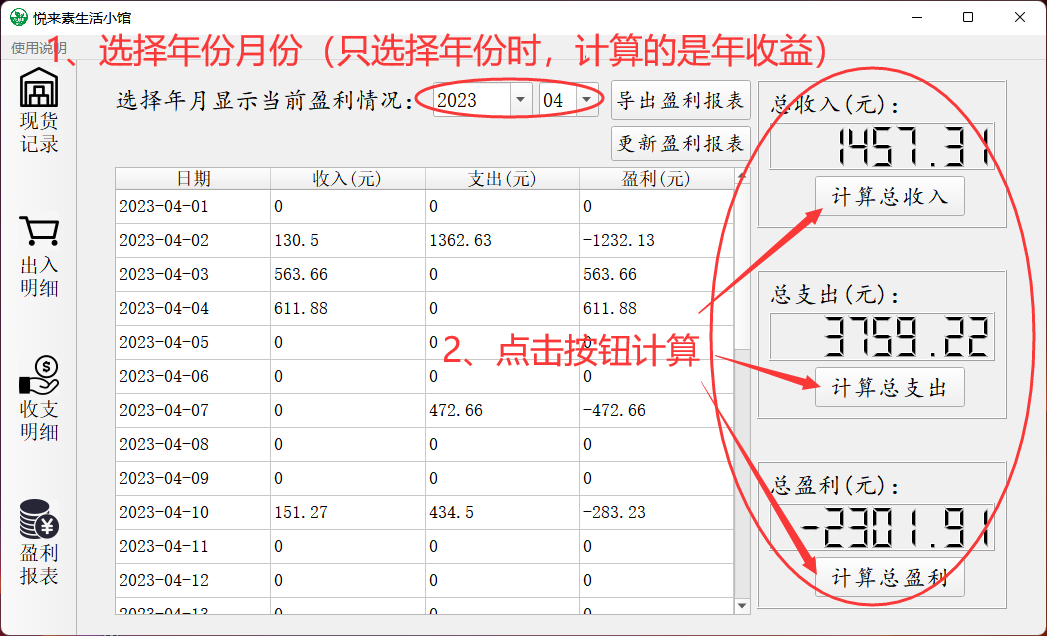 悦来素生活小馆
使用说明
1、选择年份月份（只选择年份时，计算的是年收益）
现货
记录
出入
明细
收支
明细
盈利
报表
选择年月显示当前盈利情况： 2023 04 导出盈利报表
更新盈利报表
日期 收入(元) 支出(元) 盈利(元)
2023-04-01 0 0 0
2023-04-02 130.5 1362.63 -1232.13
2023-04-03 563.66 0 563.66
2023-04-04 611.88 0 611.88
2023-04-05 0 0 0
2023-04-06 0 0 0
2023-04-07 0 472.66 -472.66
2023-04-08 0 0 0
2023-04-09 0 0 0
2023-04-10 151.27 434.5 -283.23
2023-04-11 0 0 0
2023-04-12 0 0 0
2023-04-13 0 0 0
2、点击按钮计算
总收入(元)：
1457.31
计算总收入
总支出(元)：
3759.22
计算总支出
总盈利(元)：
-2301.91
计算总盈利